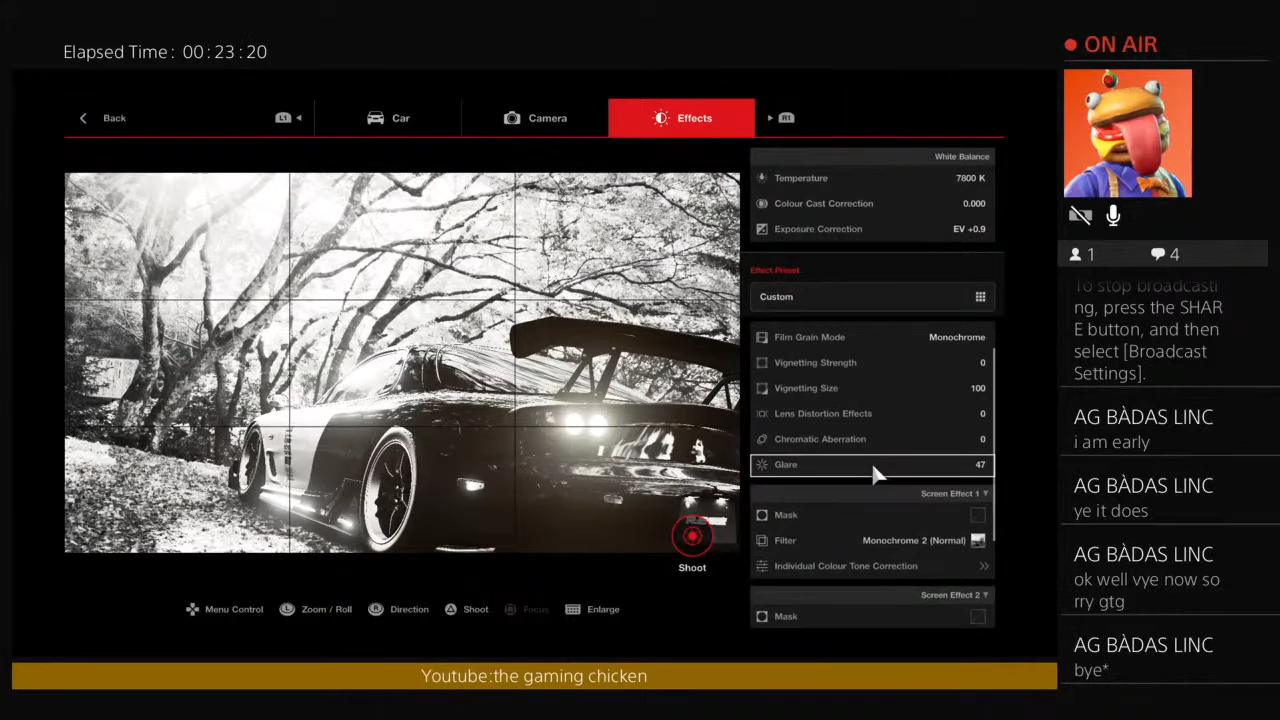 Elapsed Time: 00:23:20
ON AIR
Back
L1
Car
Camera
Effects
R1
White Balance
Temperature 7800 K
Colour Cast Correction 0.000
Exposure Correction EV +0.9
Effect Preset
Custom
Film Grain Mode Monochrome
Vignetting Strength 0
Vignetting Size 100
Lens Distortion Effects 0
Chromatic Aberration 0
Glare 47
Screen Effect 1
Mask
Filter Monochrome 2 (Normal)
Individual Colour Tone Correction
Screen Effect 2
Mask
Shoot
Menu Control
L Zoom / Roll
R Direction
Shoot
R Focus
Enlarge
Youtube:the gaming chicken
1 4
To stop broadcasti
ng, press the SHAR
E button, and then
select [Broadcast
Settings].
AG BÀDAS LINC
i am early
AG BÀDAS LINC
ye it does
AG BÀDAS LINC
ok well vye now so
rry gtg
AG BÀDAS LINC
bye*